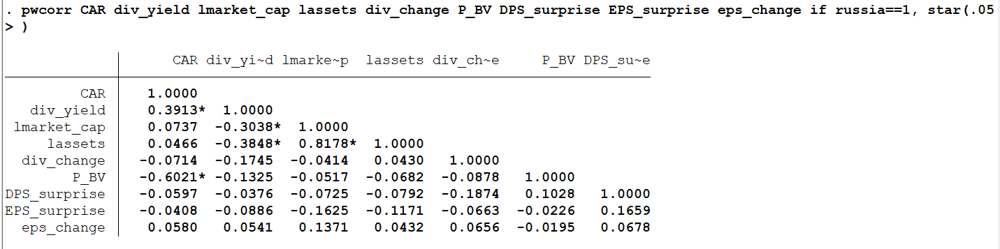 . pwcorr CAR div_yield lmarket_cap lassets div_change P_BV DPS_surprise EPS_surprise eps_change if russia==1, star(.05
> )
CAR div_yi~d lmarke~p lassets div_ch~e P_BV DPS_su~e
CAR 1.0000
div_yield 0.3913* 1.0000
lmarket_cap 0.0737 -0.3038* 1.0000
lassets 0.0466 -0.3848* 0.8178* 1.0000
div_change -0.0714 -0.1745 -0.0414 0.0430 1.0000
P_BV -0.6021* -0.1325 -0.0517 -0.0682 -0.0878 1.0000
DPS_surprise -0.0597 -0.0376 -0.0725 -0.0792 -0.1874 0.1028 1.0000
EPS_surprise -0.0408 -0.0886 -0.1625 -0.1171 -0.0663 -0.0226 0.1659
eps_change 0.0580 0.0541 0.1371 0.0432 0.0656 -0.0195 0.0678